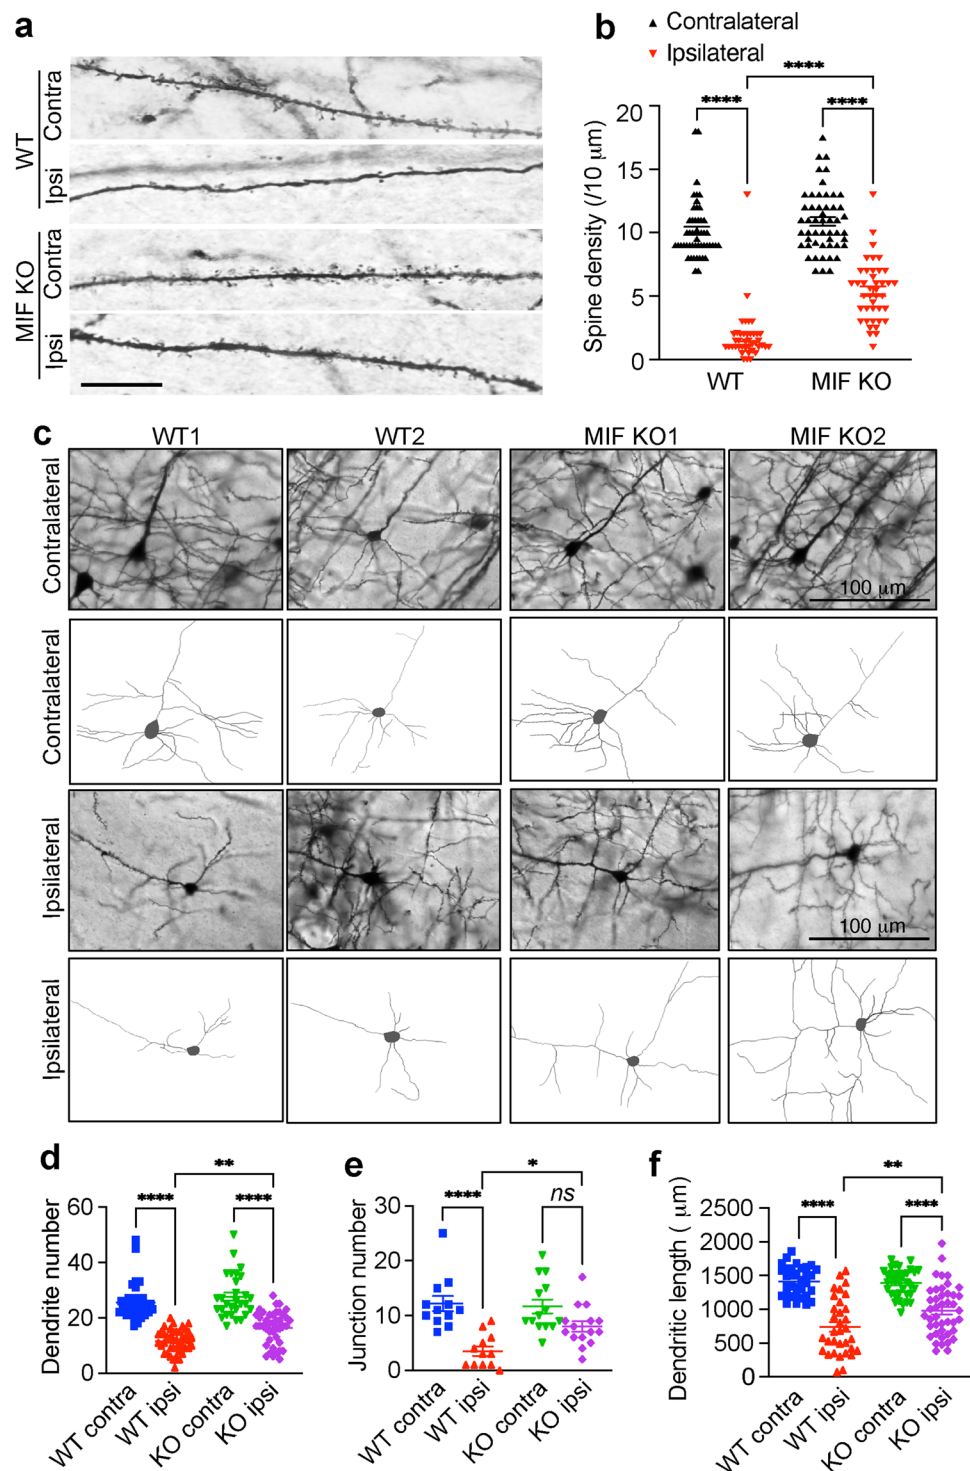 a
WT
Contra
Ipsi
MIF KO
Contra
Ipsi
b
Contralateral
Ipsilateral
****
**** ****
Spine density (/10 μm)
20
15
10
5
0
WT MIF KO
c
WT1 WT2 MIF KO1 MIF KO2
Contralateral
100 μm
Contralateral
Ipsilateral
100 μm
Ipsilateral
d
**
**** ****
Dendrite number
60
40
20
0
WT contra
WT ipsi
KO contra
KO ipsi
e
*
**** ns
Junction number
30
20
10
0
WT contra
WT ipsi
KO contra
KO ipsi
f
**
**** ****
Dendritic length ( μm)
2500
2000
1500
1000
500
0
WT contra
WT ipsi
KO contra
KO ipsi